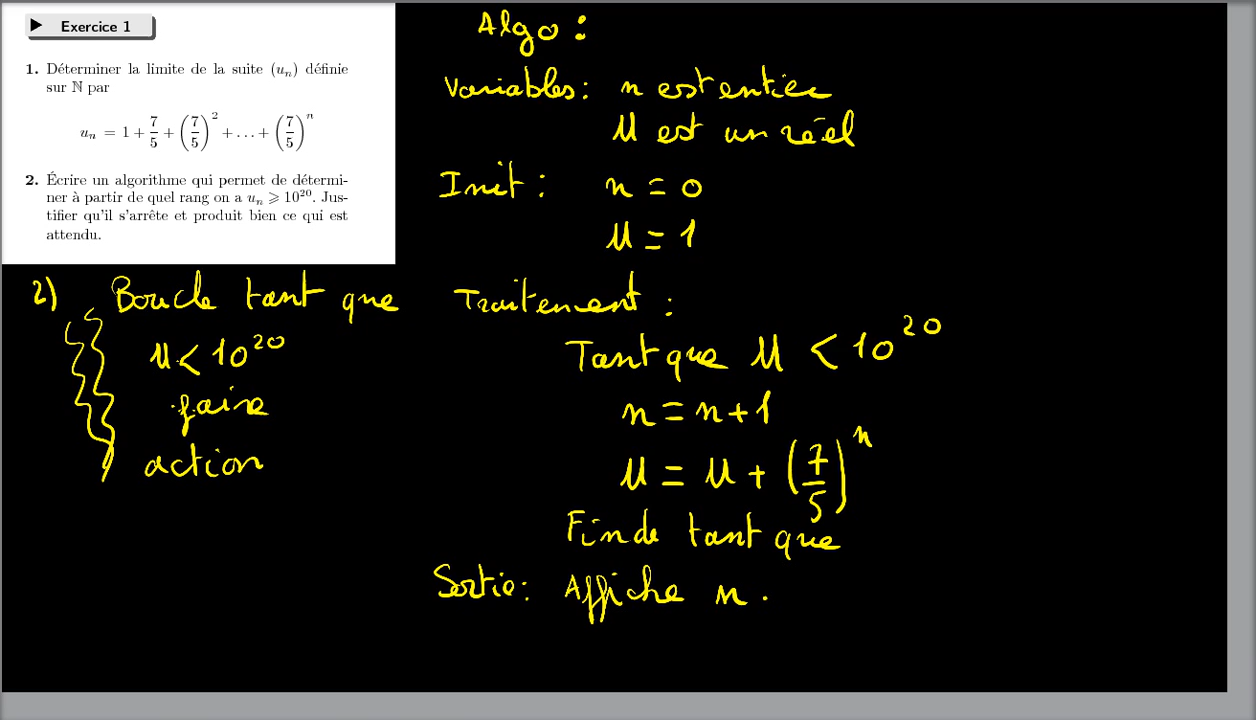 Exercice 1
1. Déterminer la limite de la suite (uₙ) définie
sur ℕ par
uₙ = 1 + 7/5 + (7/5)² + ... + (7/5)ⁿ
2. Écrire un algorithme qui permet de détermi-
ner à partir de quel rang on a uₙ ⩾ 10²⁰. Jus-
tifier qu'il s'arrête et produit bien ce qui est
attendu.
2) Boucle tant que
u < 10²⁰
faire
action
Algo :
Variables : n est entier
u est un réel
Init : n = 0
u = 1
Traitement :
Tant que u < 10²⁰
n = n + 1
u = u + (7/5)ⁿ
Fin de tant que
Sortie : Affiche n.